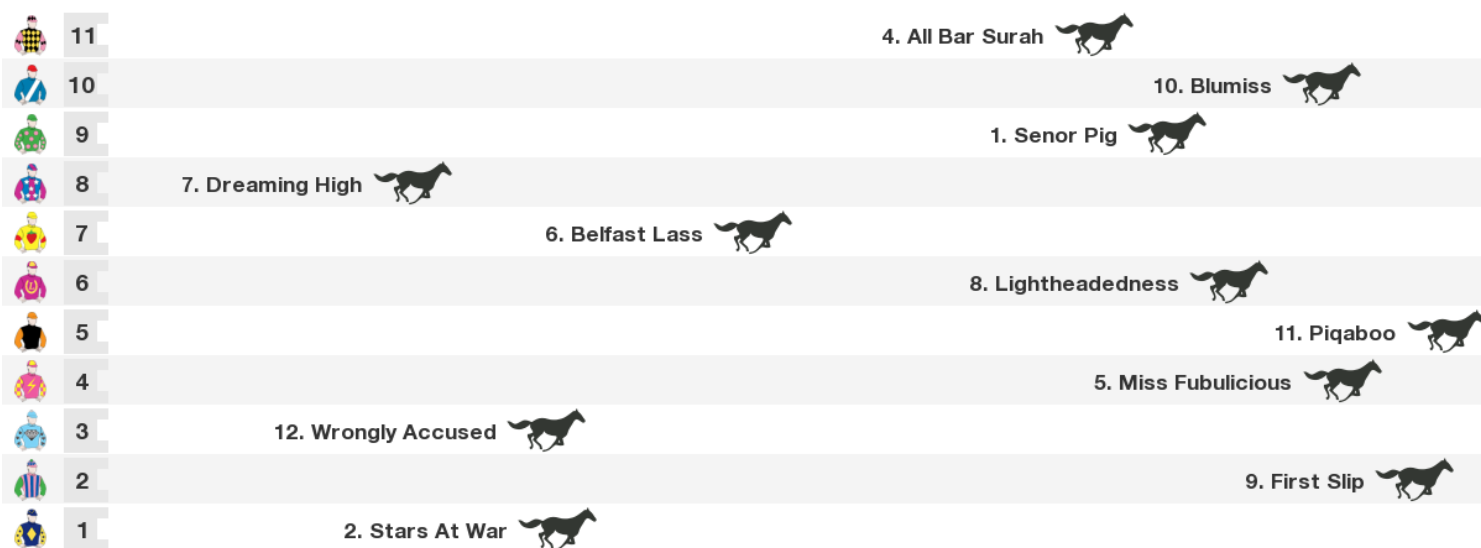 11 4. All Bar Surah
10 10. Blumiss
9 1. Senor Pig
8 7. Dreaming High
7 6. Belfast Lass
6 8. Lightheadedness
5 11. Piqaboo
4 5. Miss Fubulicious
3 12. Wrongly Accused
2 9. First Slip
1 2. Stars At War